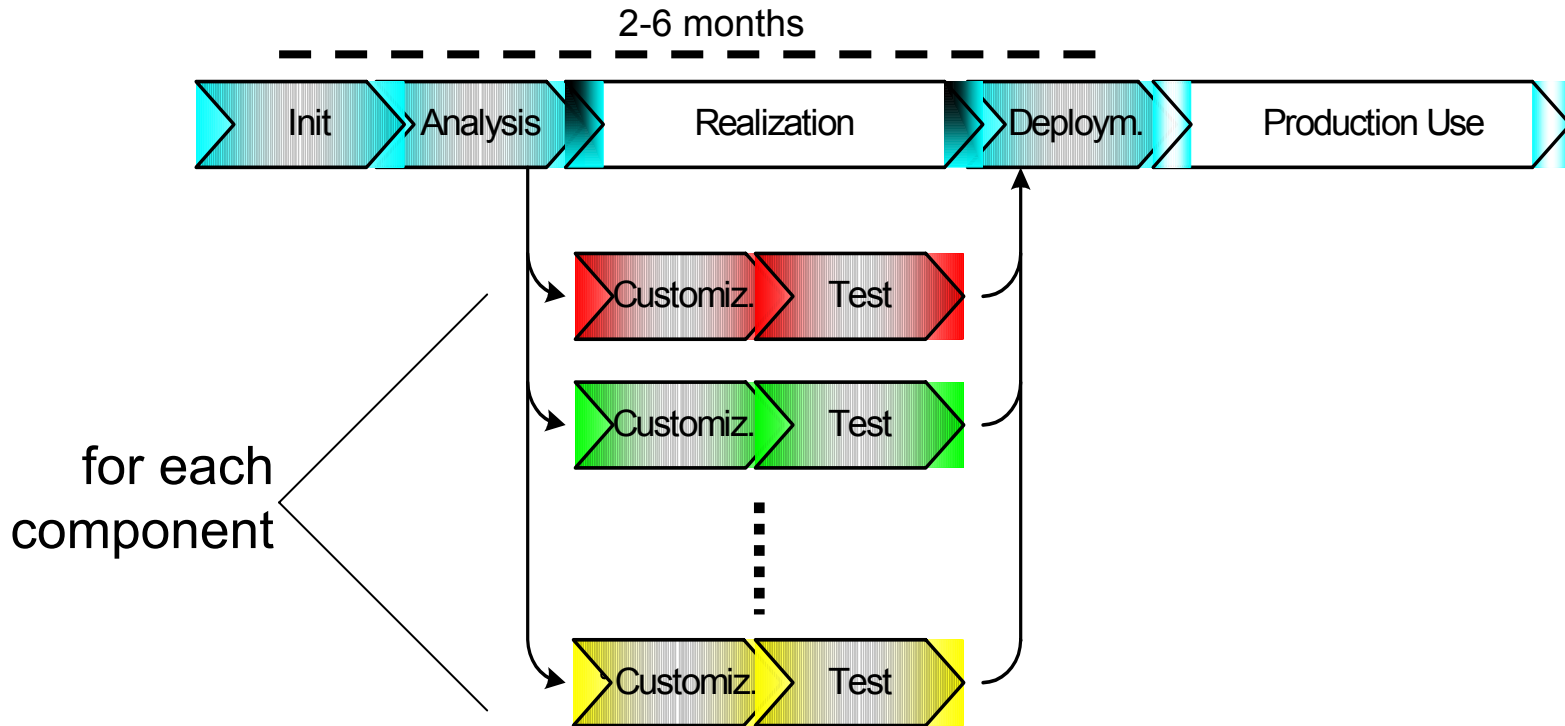 2-6 months
Init
Analysis
Realization
Deploym.
Production Use
Customiz.
Test
Customiz.
Test
for each
component
Customiz.
Test